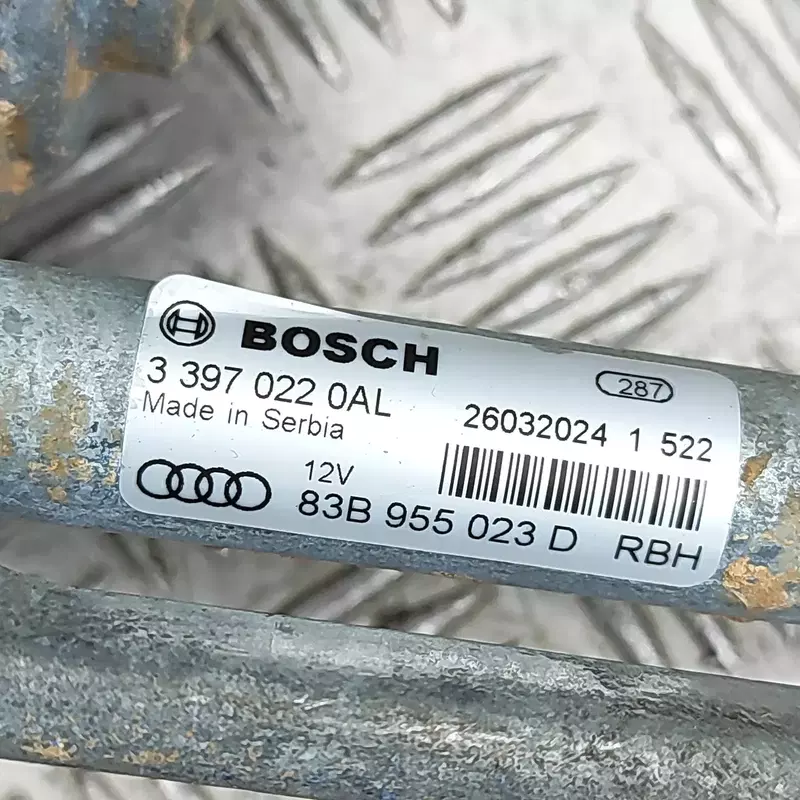 BOSCH
287
3 397 022 0AL
26032024 1 522
Made in Serbia
12V
83B 955 023 D RBH